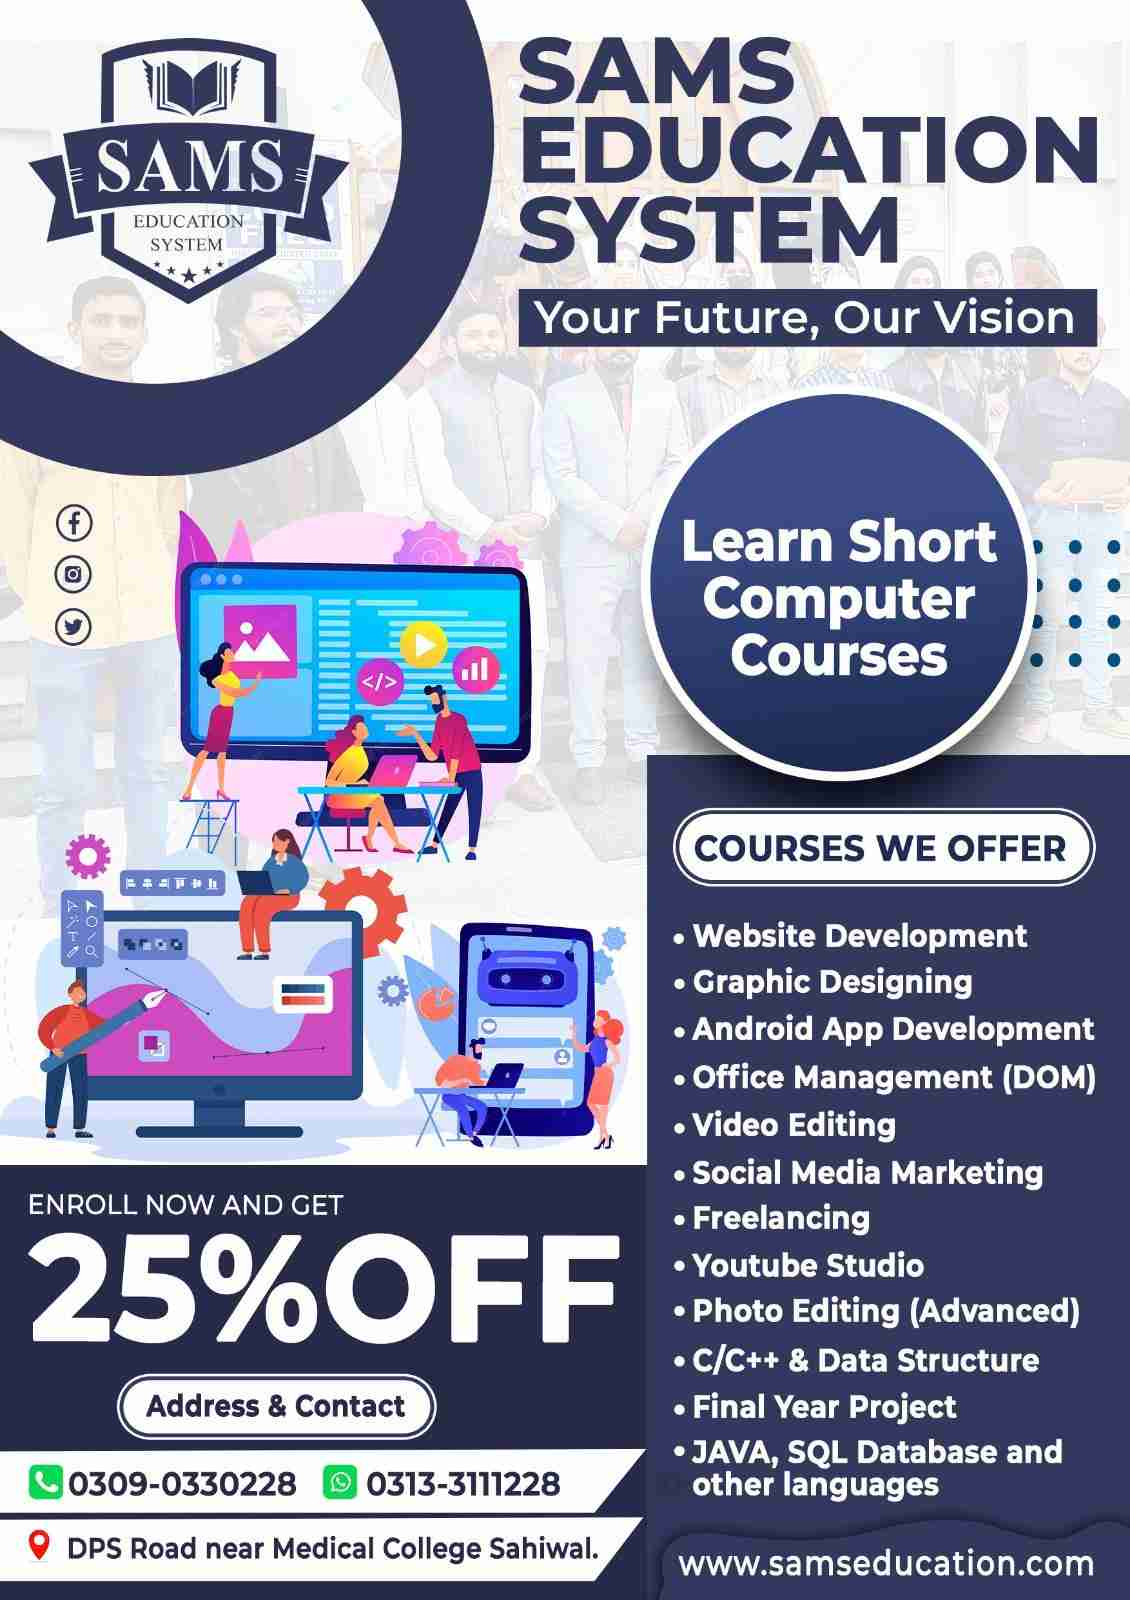 SAMS
EDUCATION
SYSTEM
SAMS
EDUCATION
SYSTEM
Your Future, Our Vision
Learn Short
Computer
Courses
</>
COURSES WE OFFER
• Website Development
• Graphic Designing
• Android App Development
• Office Management (DOM)
• Video Editing
• Social Media Marketing
• Freelancing
• Youtube Studio
• Photo Editing (Advanced)
• C/C++ & Data Structure
• Final Year Project
• JAVA, SQL Database and
other languages
ENROLL NOW AND GET
25%OFF
Address & Contact
0309-0330228 0313-3111228
DPS Road near Medical College Sahiwal.
www.samseducation.com